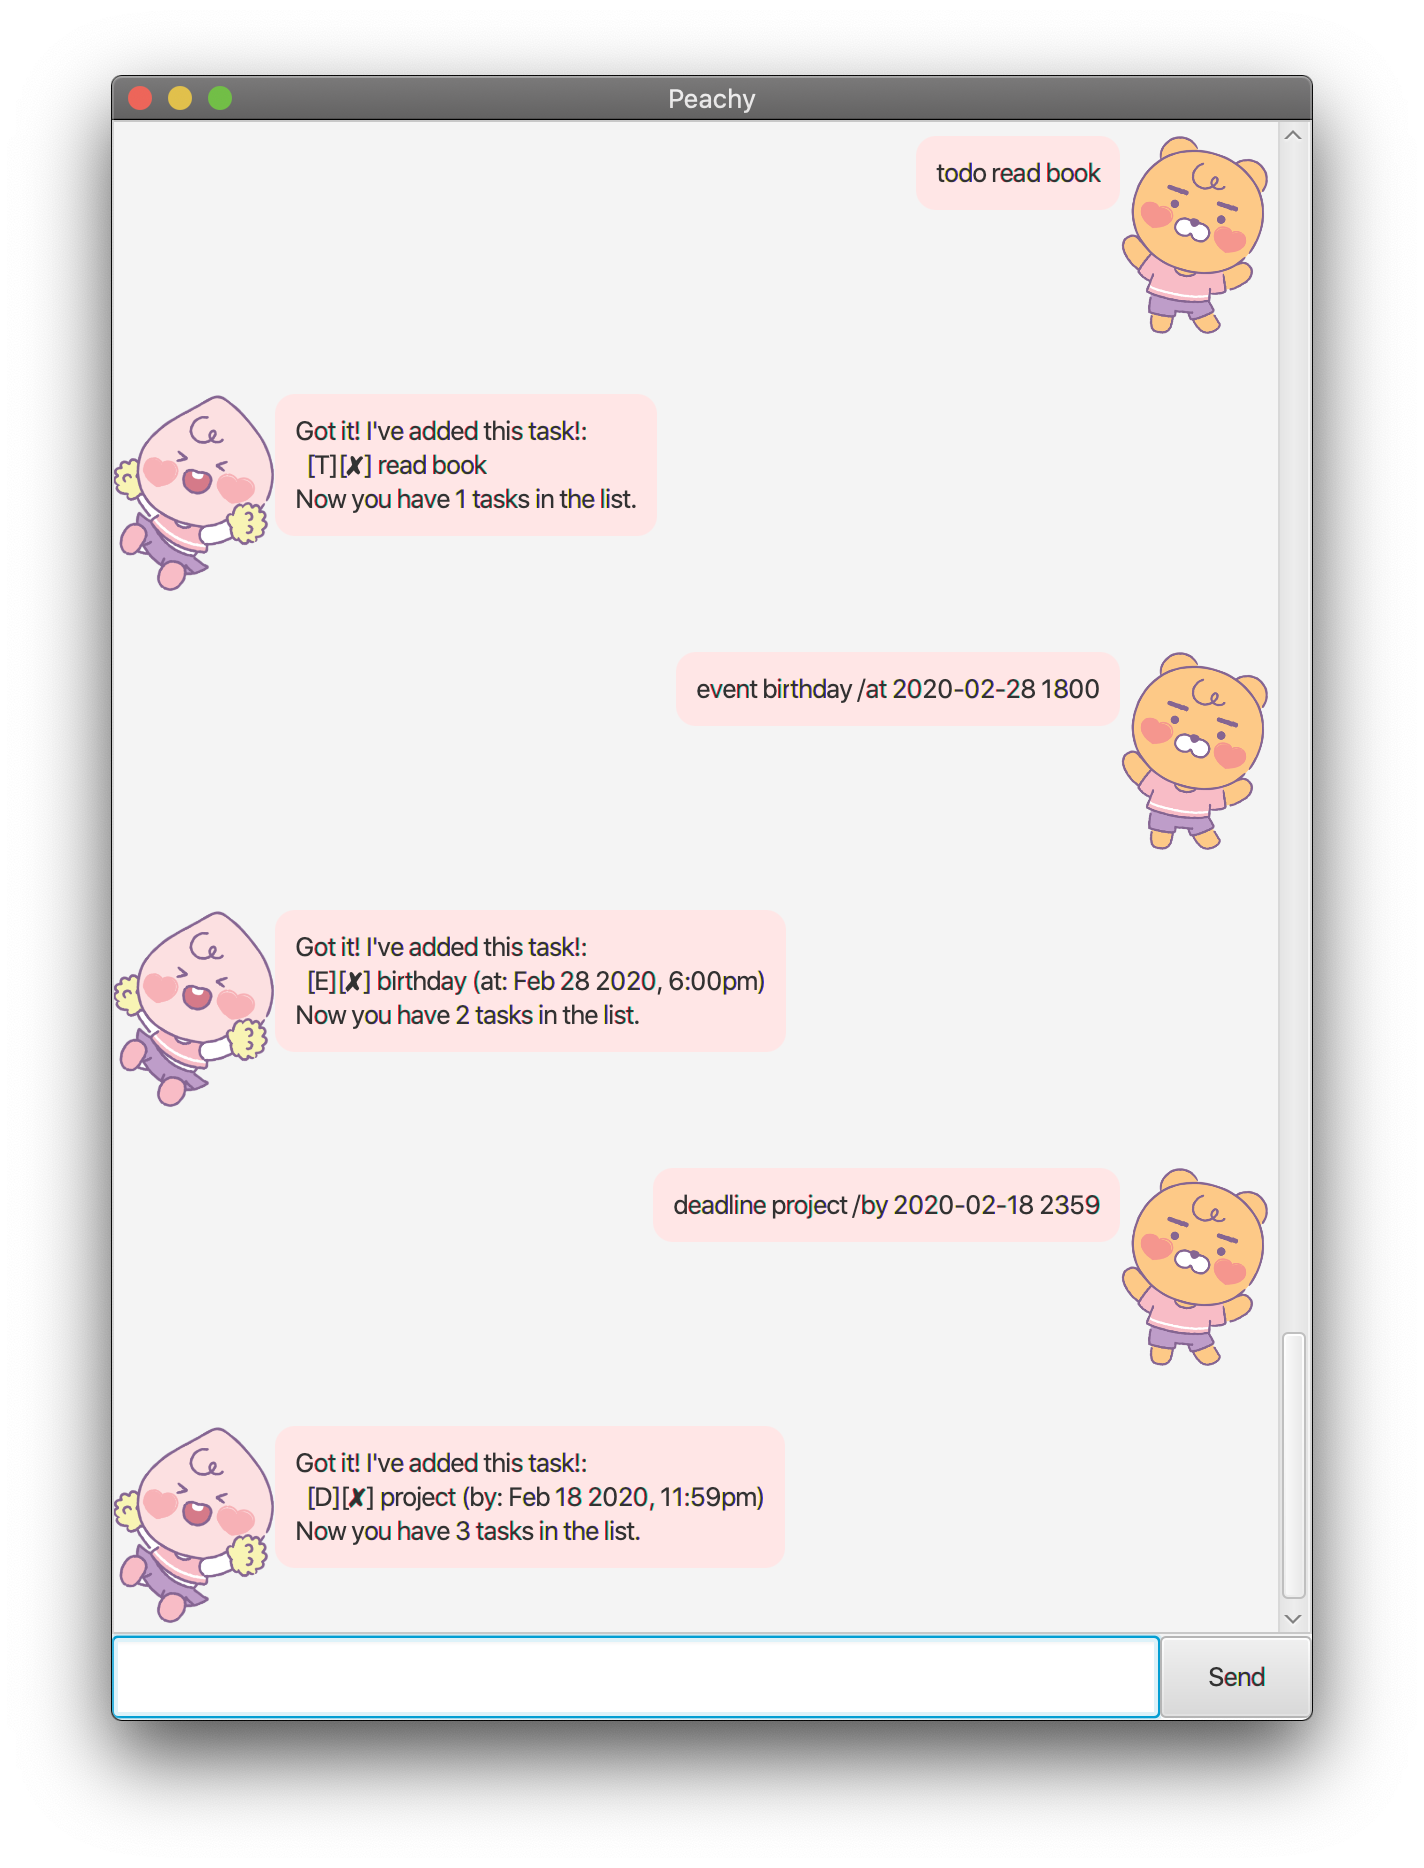 Peachy
todo read book
Got it! I've added this task!:
[T][✘] read book
Now you have 1 tasks in the list.
event birthday /at 2020-02-28 1800
Got it! I've added this task!:
[E][✘] birthday (at: Feb 28 2020, 6:00pm)
Now you have 2 tasks in the list.
deadline project /by 2020-02-18 2359
Got it! I've added this task!:
[D][✘] project (by: Feb 18 2020, 11:59pm)
Now you have 3 tasks in the list.
Send